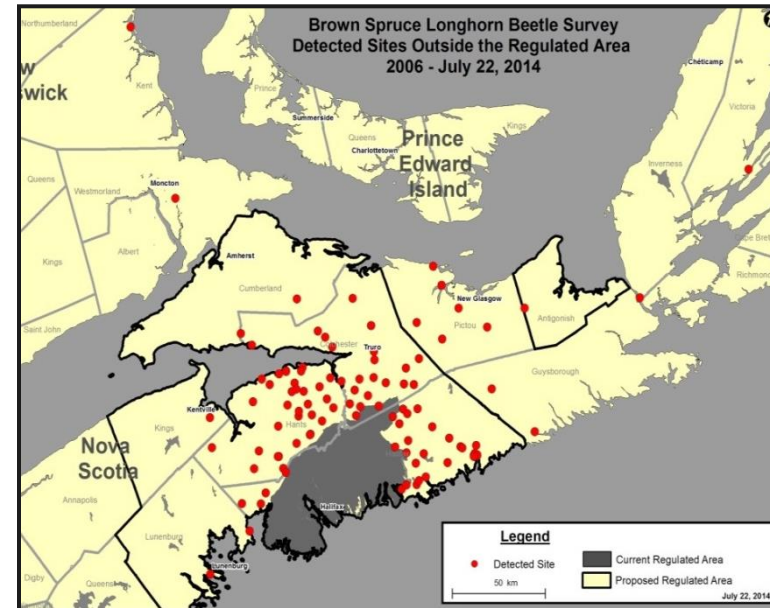 Brown Spruce Longhorn Beetle Survey
Detected Sites Outside the Regulated Area
2006 - July 22, 2014
Northumberland
Kent
Chéticamp
Victoria
Prince
Summerside
Queens
Kings
Charlottetown
Prince
Edward
Island
Inverness
Queens
Westmorland
Moncton
Albert
Kings
Cape Bret
Richmond
Amherst
Cumberland
New Glasgow
Pictou
Antigonish
Saint John
Truro
Guysborough
Kentville
Kings
Hants
Nova
Scotia
Annapolis
Halifax
Lunenburg
Lunenburg
Digby
Queens
Legend
Detected Site
Current Regulated Area
50 km
Proposed Regulated Area
July 22, 2014